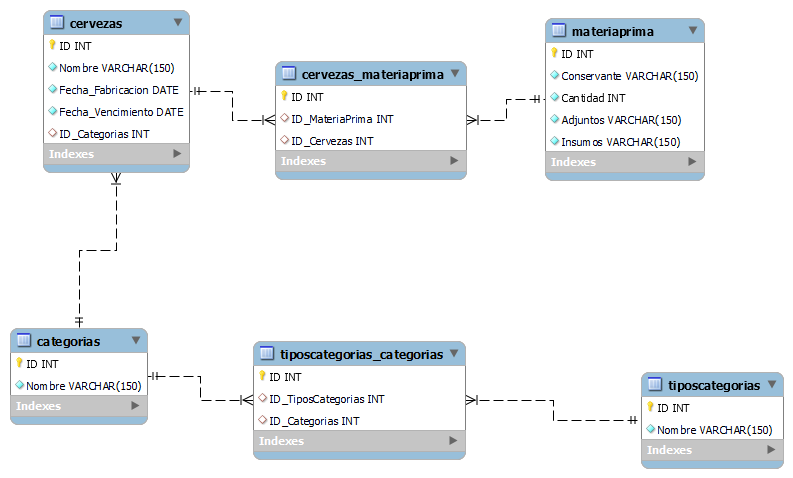 cervezas
ID INT
Nombre VARCHAR(150)
Fecha_Fabricacion DATE
Fecha_Vencimiento DATE
ID_Categorias INT
Indexes
cervezas_materiaprima
ID INT
ID_MateriaPrima INT
ID_Cervezas INT
Indexes
materiaprima
ID INT
Conservante VARCHAR(150)
Cantidad INT
Adjuntos VARCHAR(150)
Insumos VARCHAR(150)
Indexes
categorias
ID INT
Nombre VARCHAR(150)
Indexes
tiposcategorias_categorias
ID INT
ID_TiposCategorias INT
ID_Categorias INT
Indexes
tiposcategorias
ID INT
Nombre VARCHAR(150)
Indexes